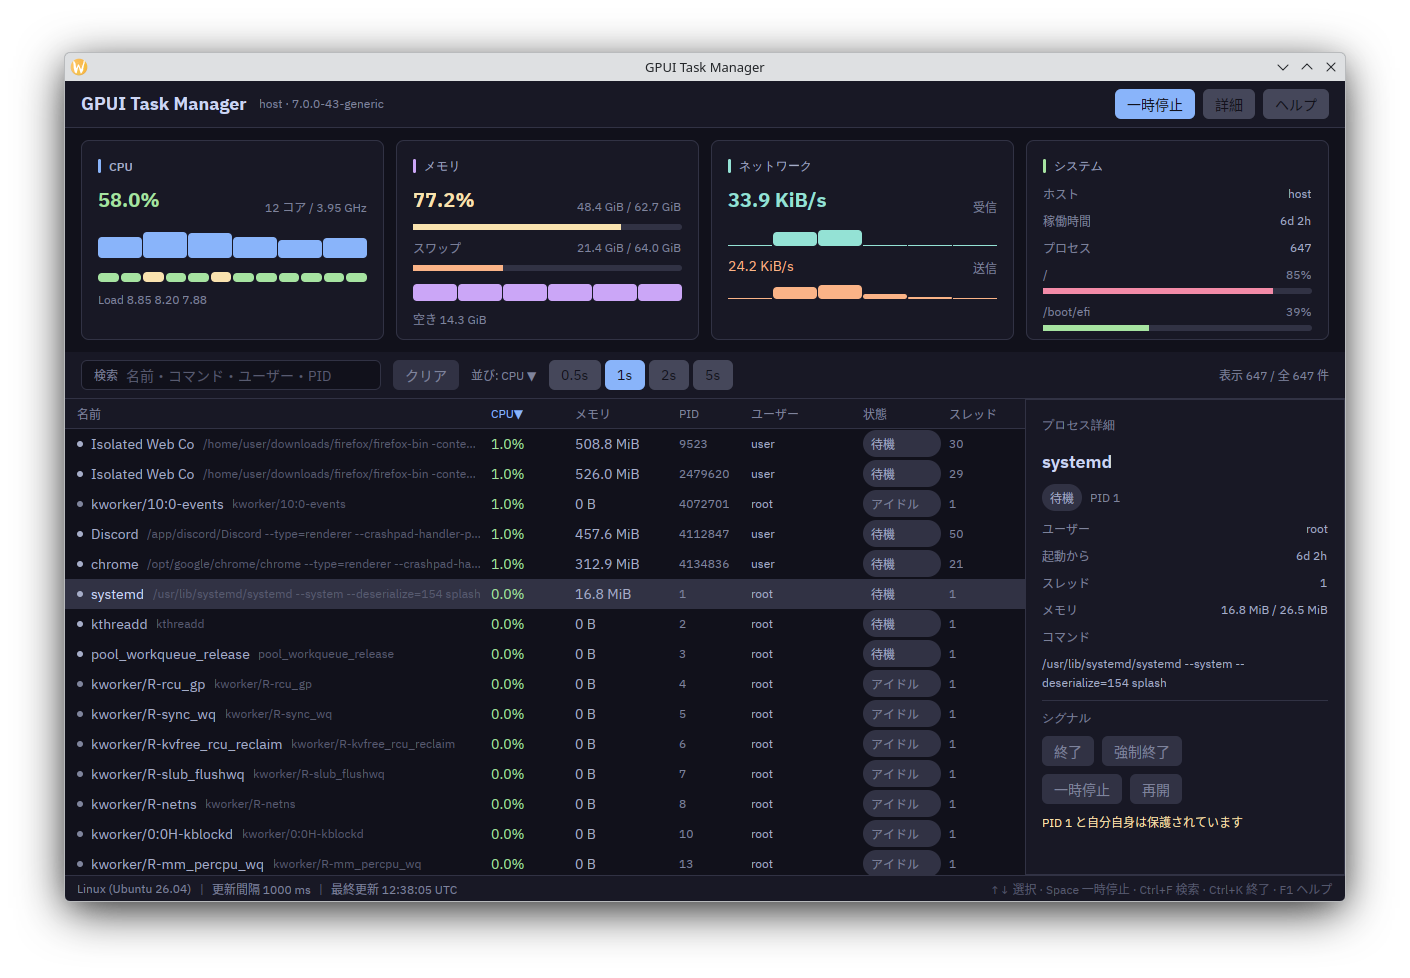 GPUI Task Manager
GPUI Task Manager host · 7.0.0-43-generic 一時停止 詳細 ヘルプ
CPU
58.0% 12 コア / 3.95 GHz
Load 8.85 8.20 7.88
メモリ
77.2% 48.4 GiB / 62.7 GiB
スワップ 21.4 GiB / 64.0 GiB
空き 14.3 GiB
ネットワーク
33.9 KiB/s 受信
24.2 KiB/s 送信
システム
ホスト host
稼働時間 6d 2h
プロセス 647
/ 85%
/boot/efi 39%
検索 名前・コマンド・ユーザー・PID クリア 並び: CPU ▼ 0.5s 1s 2s 5s 表示 647 / 全 647 件
名前 CPU▼ メモリ PID ユーザー 状態 スレッド
Isolated Web Co /home/user/downloads/firefox/firefox-bin -conte… 1.0% 508.8 MiB 9523 user 待機 30
Isolated Web Co /home/user/downloads/firefox/firefox-bin -conte… 1.0% 526.0 MiB 2479620 user 待機 29
kworker/10:0-events kworker/10:0-events 1.0% 0 B 4072701 root アイドル 1
Discord /app/discord/Discord --type=renderer --crashpad-handler-p… 1.0% 457.6 MiB 4112847 user 待機 50
chrome /opt/google/chrome/chrome --type=renderer --crashpad-ha… 1.0% 312.9 MiB 4134836 user 待機 21
systemd /usr/lib/systemd/systemd --system --deserialize=154 splash 0.0% 16.8 MiB 1 root 待機 1
kthreadd kthreadd 0.0% 0 B 2 root 待機 1
pool_workqueue_release pool_workqueue_release 0.0% 0 B 3 root 待機 1
kworker/R-rcu_gp kworker/R-rcu_gp 0.0% 0 B 4 root アイドル 1
kworker/R-sync_wq kworker/R-sync_wq 0.0% 0 B 5 root アイドル 1
kworker/R-kvfree_rcu_reclaim kworker/R-kvfree_rcu_reclaim 0.0% 0 B 6 root アイドル 1
kworker/R-slub_flushwq kworker/R-slub_flushwq 0.0% 0 B 7 root アイドル 1
kworker/R-netns kworker/R-netns 0.0% 0 B 8 root アイドル 1
kworker/0:0H-kblockd kworker/0:0H-kblockd 0.0% 0 B 10 root アイドル 1
kworker/R-mm_percpu_wq kworker/R-mm_percpu_wq 0.0% 0 B 13 root アイドル 1
プロセス詳細
systemd
待機 PID 1
ユーザー root
起動から 6d 2h
スレッド 1
メモリ 16.8 MiB / 26.5 MiB
コマンド
/usr/lib/systemd/systemd --system --
deserialize=154 splash
シグナル
終了 強制終了
一時停止 再開
PID 1 と自分自身は保護されています
Linux (Ubuntu 26.04) | 更新間隔 1000 ms | 最終更新 12:38:05 UTC ↑↓ 選択 · Space 一時停止 · Ctrl+F 検索 · Ctrl+K 終了 · F1 ヘルプ